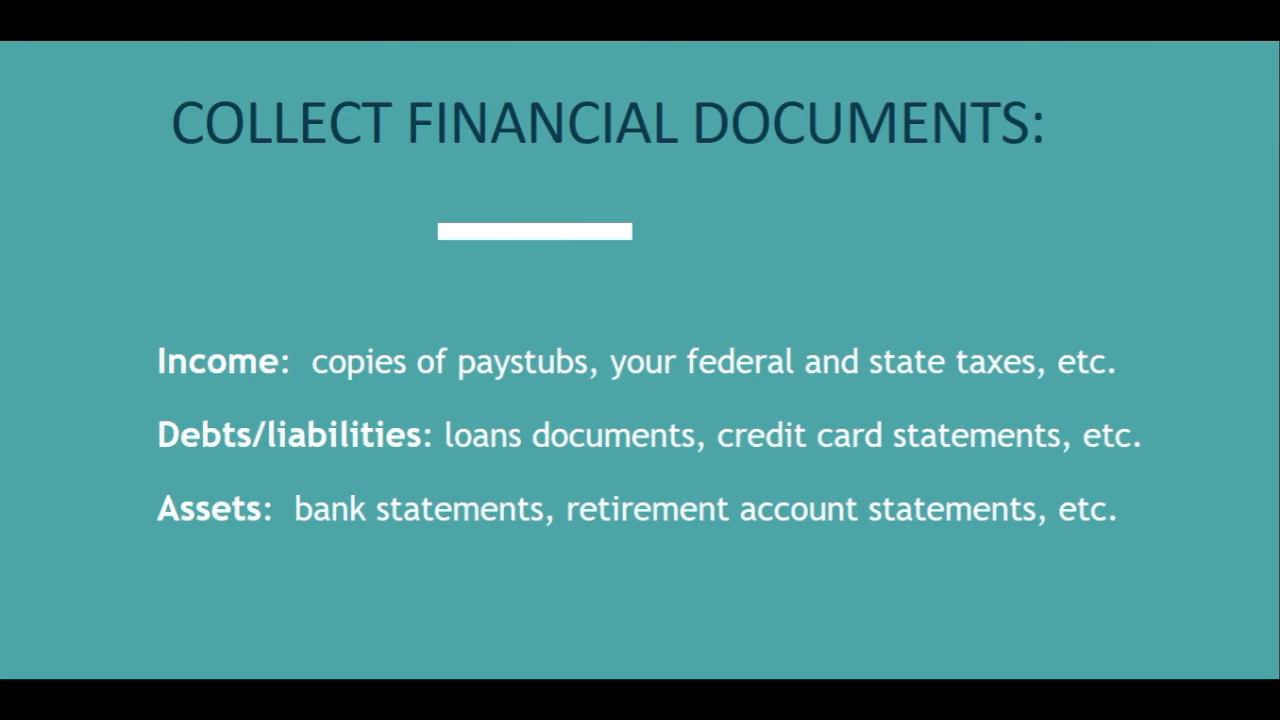 COLLECT FINANCIAL DOCUMENTS:
Income: copies of paystubs, your federal and state taxes, etc.
Debts/liabilities: loans documents, credit card statements, etc.
Assets: bank statements, retirement account statements, etc.